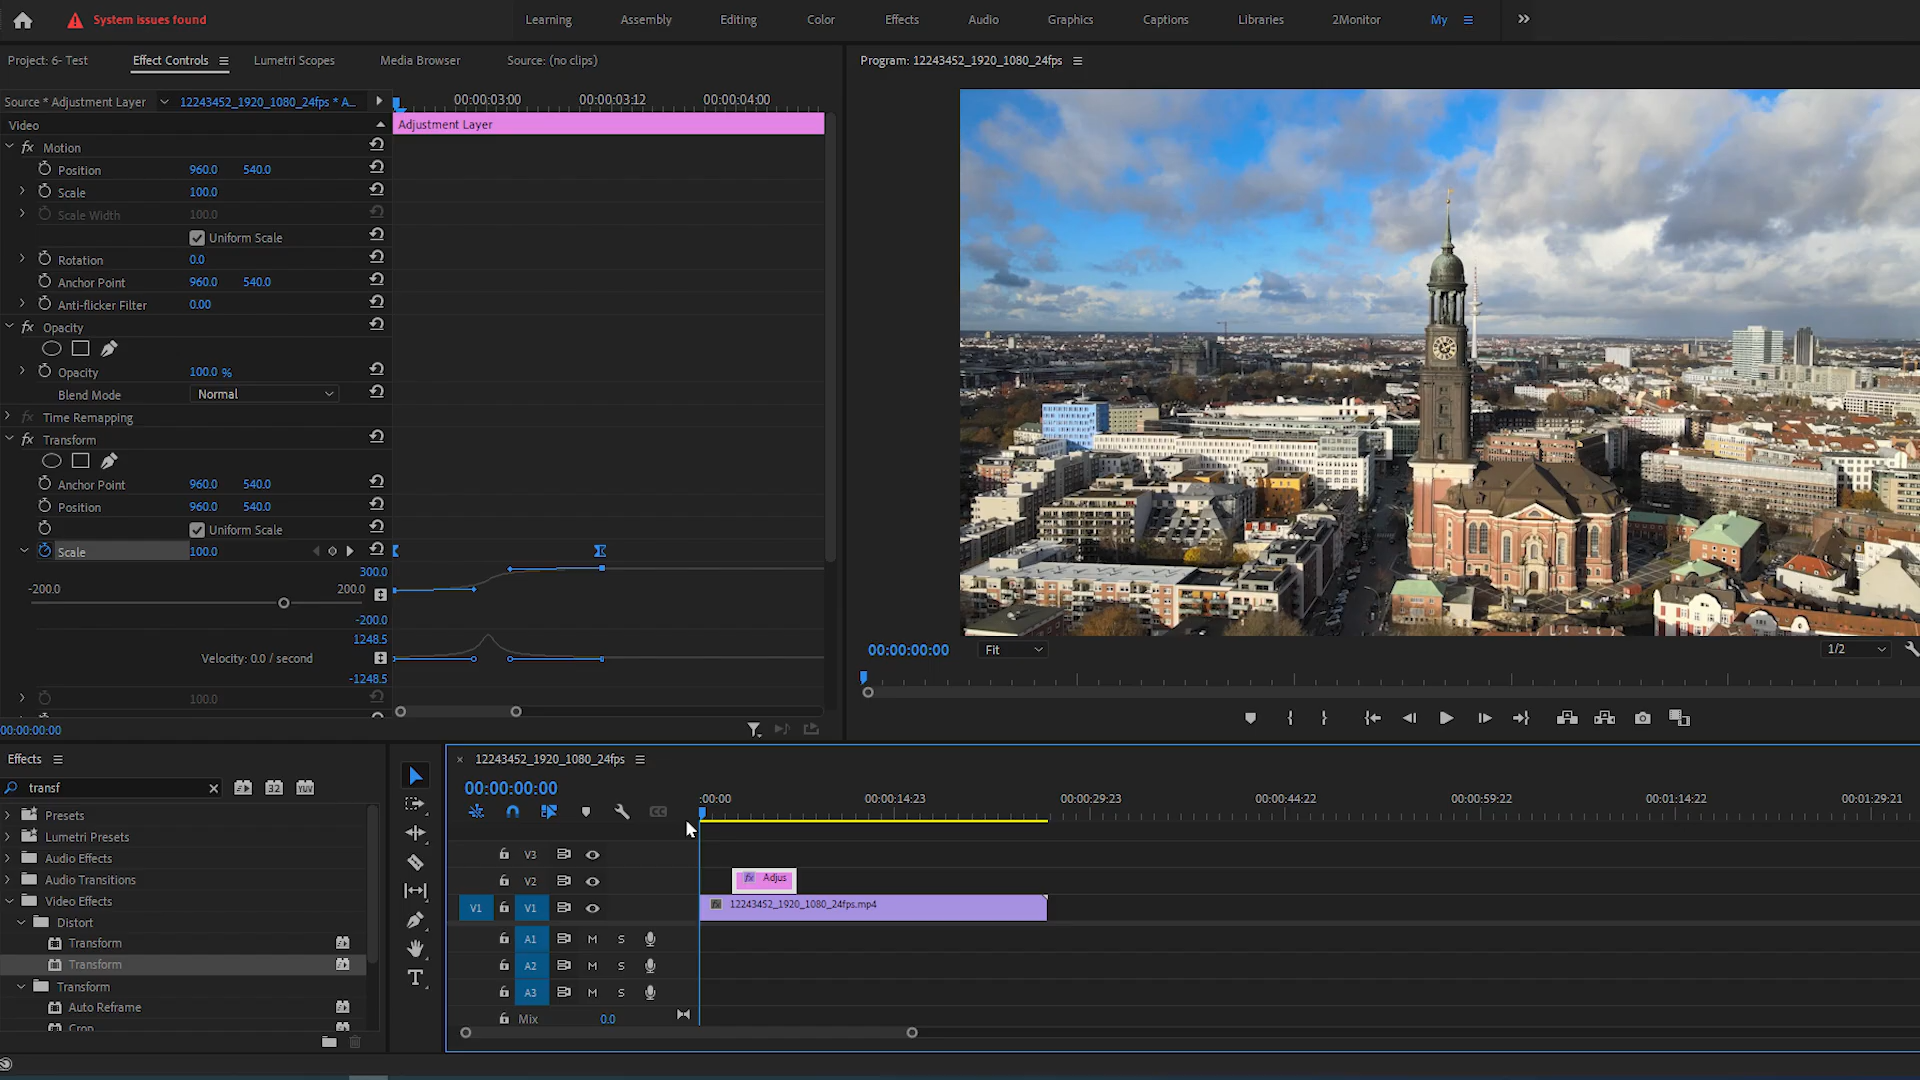 System issues found
Learning Assembly Editing Color Effects Audio Graphics Captions Libraries 2Monitor My
Project: 6- Test Effect Controls Lumetri Scopes Media Browser Source: (no clips)
Program: 12243452_1920_1080_24fps
Source * Adjustment Layer 12243452_1920_1080_24fps * A...
00:00:03:00 00:00:03:12 00:00:04:00
Video
Adjustment Layer
fx Motion
Position 960.0 540.0
Scale 100.0
Scale Width 100.0
Uniform Scale
Rotation 0.0
Anchor Point 960.0 540.0
Anti-flicker Filter 0.00
fx Opacity
Opacity 100.0 %
Blend Mode Normal
fx Time Remapping
fx Transform
Anchor Point 960.0 540.0
Position 960.0 540.0
Uniform Scale
Scale 100.0
300.0
-200.0 200.0
-200.0
1248.5
Velocity: 0.0 / second
-1248.5
100.0
00:00:00:00
00:00:00:00 Fit 1/2
Effects
transf
32 YUV
Presets
Lumetri Presets
Audio Effects
Audio Transitions
Video Effects
Distort
Transform
Transform
Transform
Auto Reframe
Crop
T
12243452_1920_1080_24fps
00:00:00:00
CC
:00:00 00:00:14:23 00:00:29:23 00:00:44:22 00:00:59:22 00:01:14:22 00:01:29:21
V3
V2 fx Adjus
V1 V1 fx 12243452_1920_1080_24fps.mp4
A1 M S
A2 M S
A3 M S
Mix 0.0